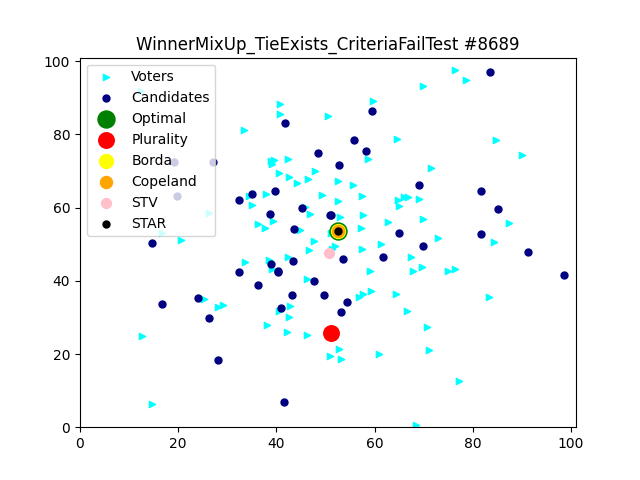 WinnerMixUp_TieExists_CriteriaFailTest #8689
100
80
60
40
20
0
0
20
40
60
80
100
Voters
Candidates
Optimal
Plurality
Borda
Copeland
STV
STAR